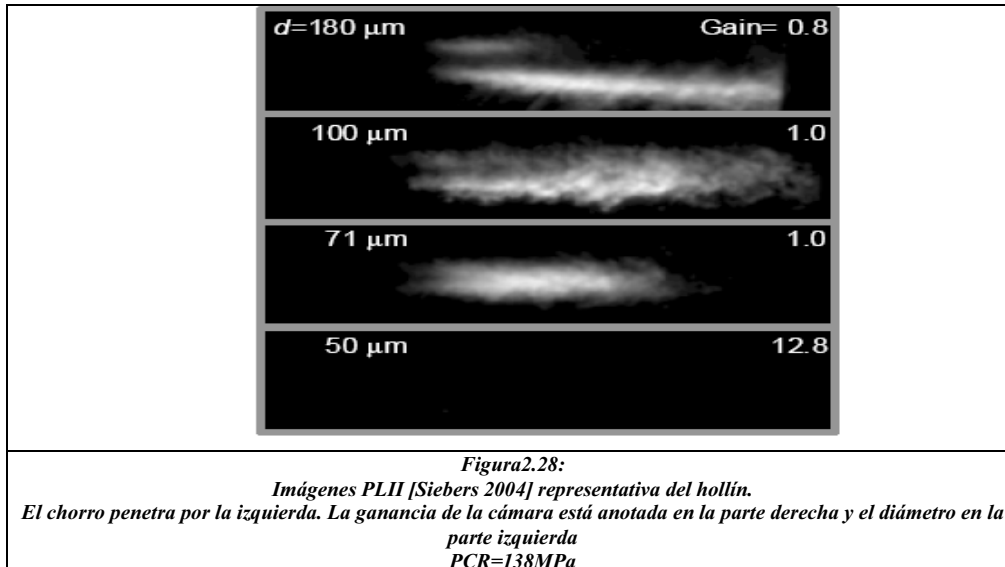 d=180 μm Gain= 0.8
100 μm 1.0
71 μm 1.0
50 μm 12.8
Figura2.28:
Imágenes PLII [Siebers 2004] representativa del hollín.
El chorro penetra por la izquierda. La ganancia de la cámara está anotada en la parte derecha y el diámetro en la
parte izquierda
PCR=138MPa